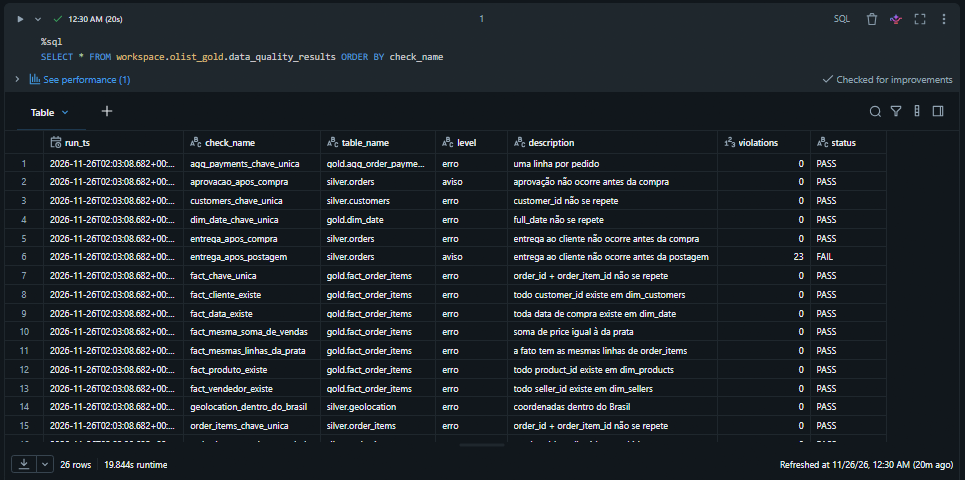 12:30 AM (20s) 1 SQL
%sql
SELECT * FROM workspace.olist_gold.data_quality_results ORDER BY check_name
See performance (1) Checked for improvements
Table +
run_ts check_name table_name level description violations status
1 2026-11-26T02:03:08.682+00:... agg_payments_chave_unica gold.agg_order_payme... erro uma linha por pedido 0 PASS
2 2026-11-26T02:03:08.682+00:... aprovacao_apos_compra silver.orders aviso aprovação não ocorre antes da compra 0 PASS
3 2026-11-26T02:03:08.682+00:... customers_chave_unica silver.customers erro customer_id não se repete 0 PASS
4 2026-11-26T02:03:08.682+00:... dim_date_chave_unica gold.dim_date erro full_date não se repete 0 PASS
5 2026-11-26T02:03:08.682+00:... entrega_apos_compra silver.orders erro entrega ao cliente não ocorre antes da compra 0 PASS
6 2026-11-26T02:03:08.682+00:... entrega_apos_postagem silver.orders aviso entrega ao cliente não ocorre antes da postagem 23 FAIL
7 2026-11-26T02:03:08.682+00:... fact_chave_unica gold.fact_order_items erro order_id + order_item_id não se repete 0 PASS
8 2026-11-26T02:03:08.682+00:... fact_cliente_existe gold.fact_order_items erro todo customer_id existe em dim_customers 0 PASS
9 2026-11-26T02:03:08.682+00:... fact_data_existe gold.fact_order_items erro toda data de compra existe em dim_date 0 PASS
10 2026-11-26T02:03:08.682+00:... fact_mesma_soma_de_vendas gold.fact_order_items erro soma de price igual à da prata 0 PASS
11 2026-11-26T02:03:08.682+00:... fact_mesmas_linhas_da_prata gold.fact_order_items erro a fato tem as mesmas linhas de order_items 0 PASS
12 2026-11-26T02:03:08.682+00:... fact_produto_existe gold.fact_order_items erro todo product_id existe em dim_products 0 PASS
13 2026-11-26T02:03:08.682+00:... fact_vendedor_existe gold.fact_order_items erro todo seller_id existe em dim_sellers 0 PASS
14 2026-11-26T02:03:08.682+00:... geolocation_dentro_do_brasil silver.geolocation erro coordenadas dentro do Brasil 0 PASS
15 2026-11-26T02:03:08.682+00:... order_items_chave_unica silver.order_items erro order_id + order_item_id não se repete 0 PASS
26 rows 19.844s runtime Refreshed at 11/26/26, 12:30 AM (20m ago)